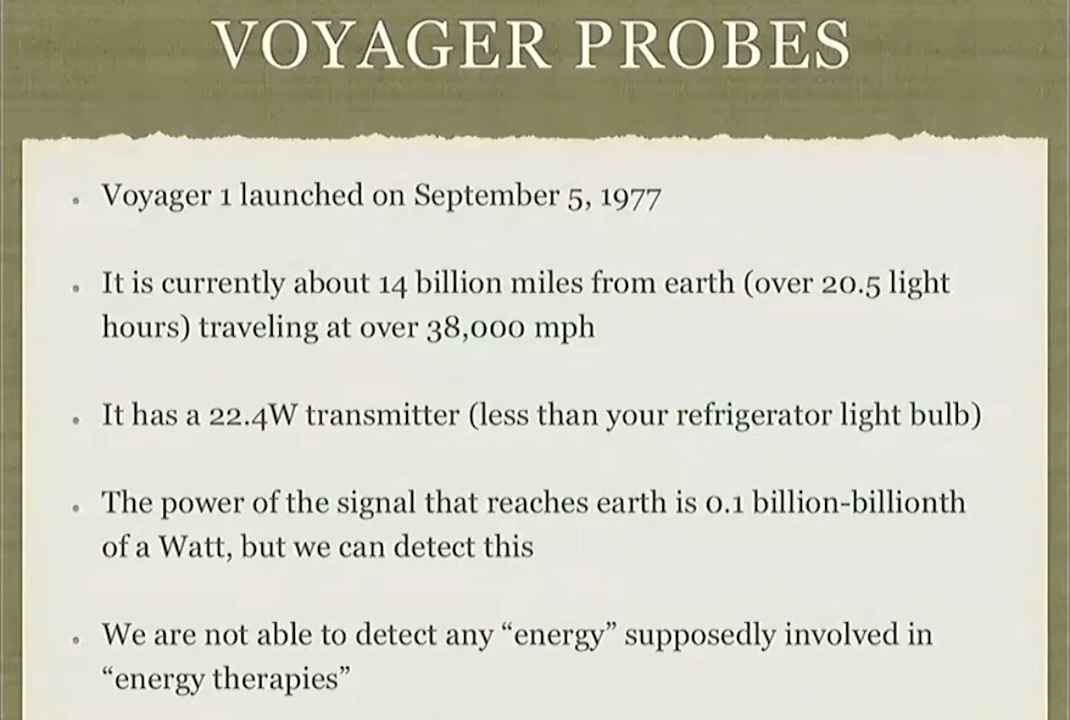 VOYAGER PROBES
Voyager 1 launched on September 5, 1977
It is currently about 14 billion miles from earth (over 20.5 light
hours) traveling at over 38,000 mph
It has a 22.4W transmitter (less than your refrigerator light bulb)
The power of the signal that reaches earth is 0.1 billion-billionth
of a Watt, but we can detect this
We are not able to detect any “energy” supposedly involved in
“energy therapies”